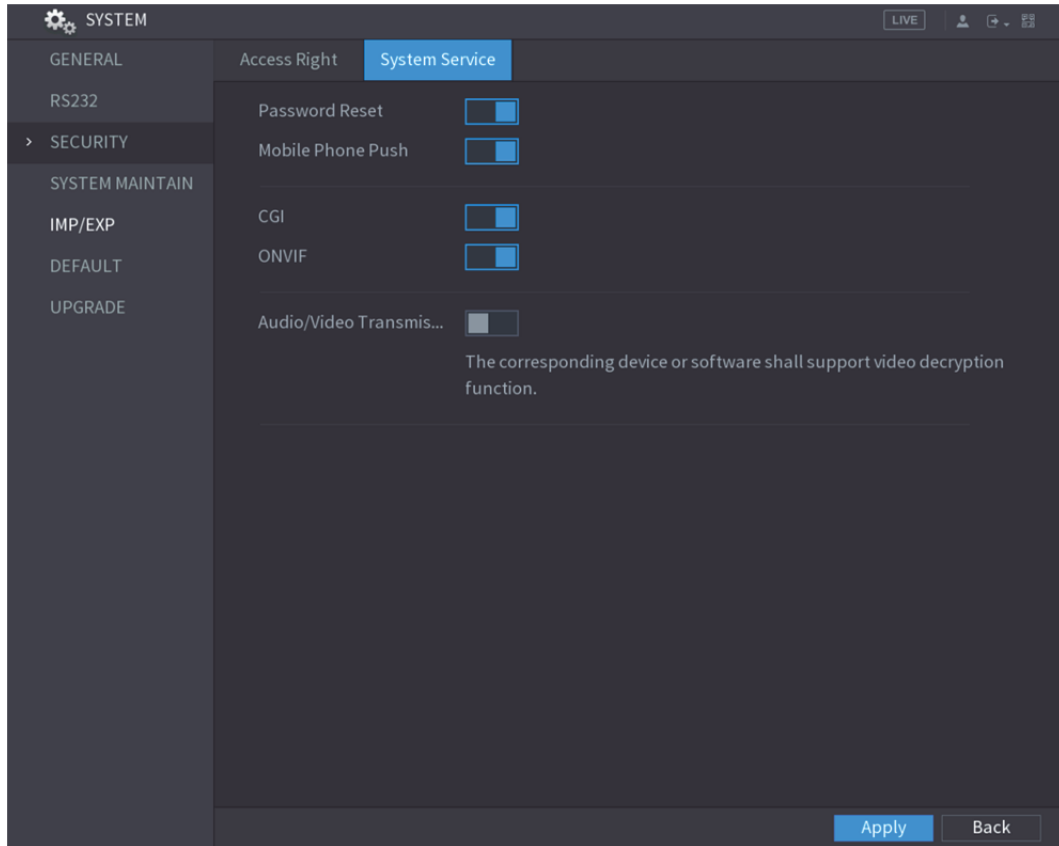 SYSTEM
LIVE
GENERAL
RS232
> SECURITY
SYSTEM MAINTAIN
IMP/EXP
DEFAULT
UPGRADE
Access Right
System Service
Password Reset
Mobile Phone Push
CGI
ONVIF
Audio/Video Transmis...
The corresponding device or software shall support video decryption
function.
Apply
Back